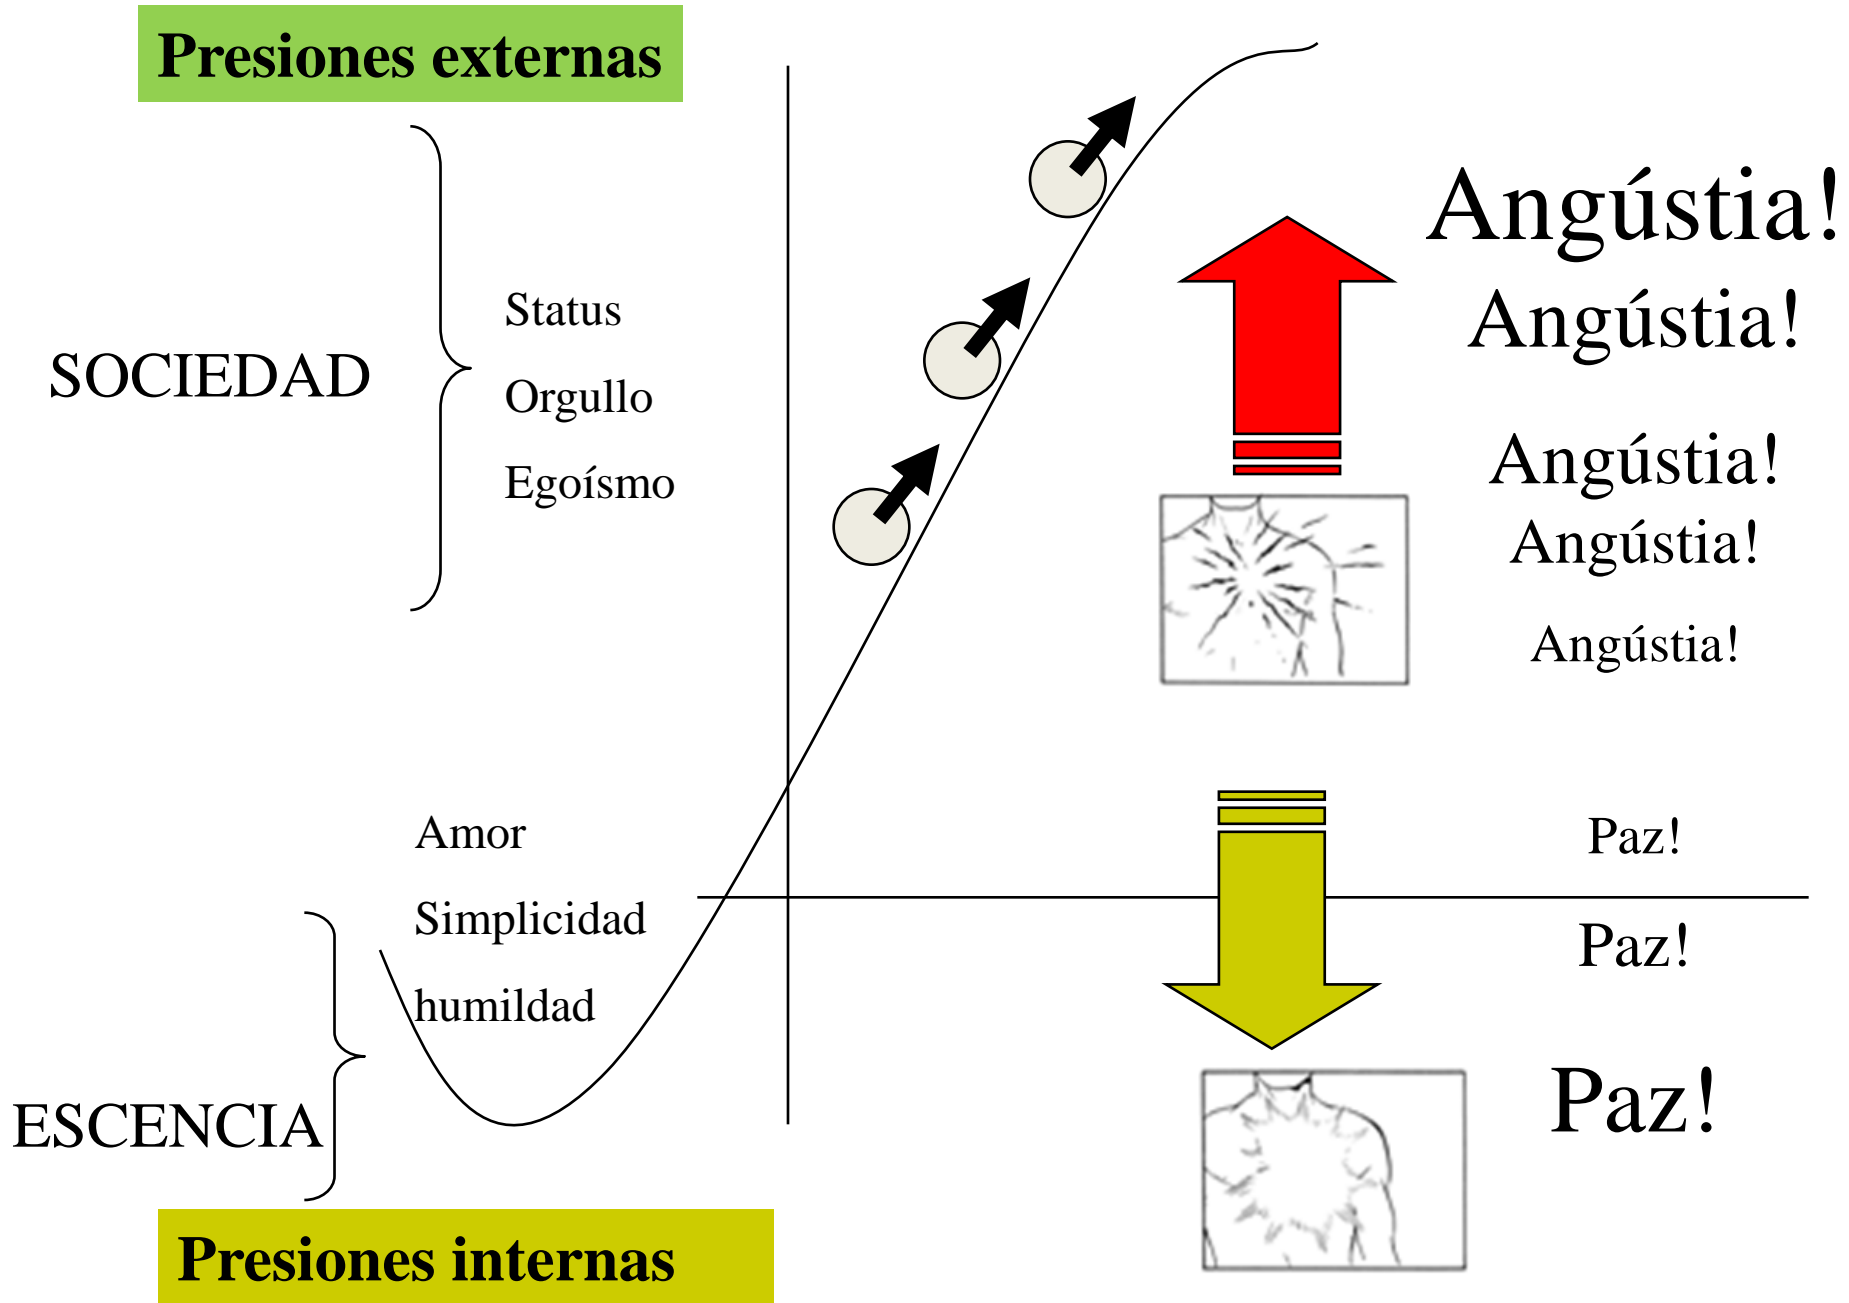 Presiones externas
SOCIEDAD
Status
Orgullo
Egoísmo
Angústia!
Angústia!
Angústia!
Angústia!
Angústia!
Amor
Simplicidad
humildad
ESCENCIA
Presiones internas
Paz!
Paz!
Paz!